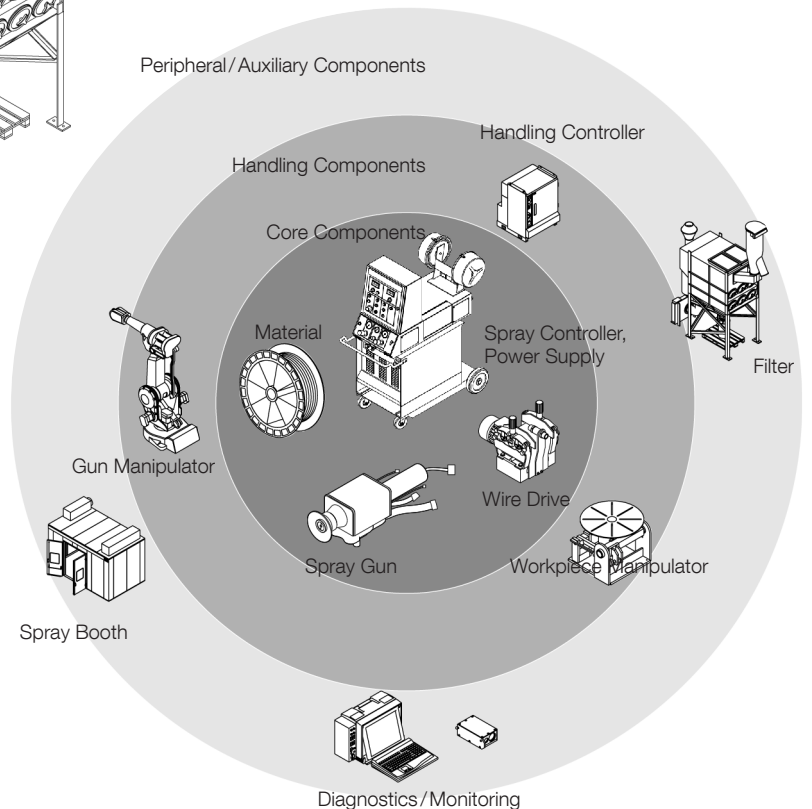 Peripheral/Auxiliary Components
Handling Controller
Handling Components
Core Components
Material
Spray Controller,
Power Supply
Filter
Gun Manipulator
Wire Drive
Spray Gun
Workpiece Manipulator
Spray Booth
Diagnostics/Monitoring